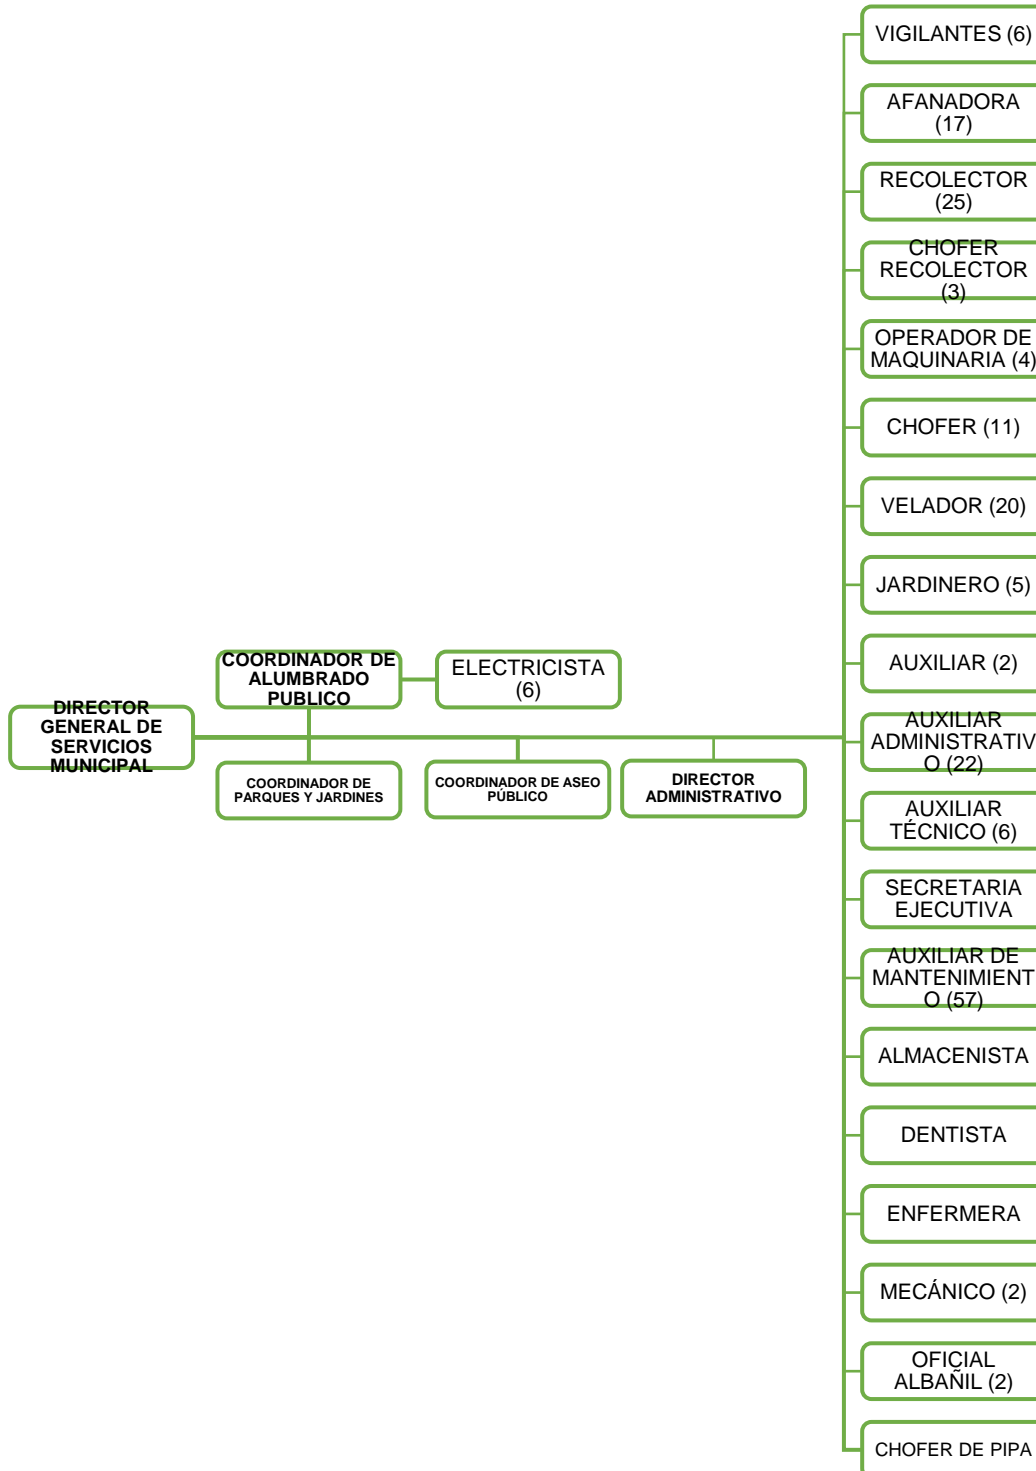 DIRECTOR
GENERAL DE
SERVICIOS
MUNICIPAL
COORDINADOR DE
ALUMBRADO
PUBLICO
ELECTRICISTA
(6)
COORDINADOR DE
PARQUES Y JARDINES
COORDINADOR DE ASEO
PÚBLICO
DIRECTOR
ADMINISTRATIVO
VIGILANTES (6)
AFANADORA
(17)
RECOLECTOR
(25)
CHOFER
RECOLECTOR
(3)
OPERADOR DE
MAQUINARIA (4)
CHOFER (11)
VELADOR (20)
JARDINERO (5)
AUXILIAR (2)
AUXILIAR
ADMINISTRATIV
O (22)
AUXILIAR
TÉCNICO (6)
SECRETARIA
EJECUTIVA
AUXILIAR DE
MANTENIMIENT
O (57)
ALMACENISTA
DENTISTA
ENFERMERA
MECÁNICO (2)
OFICIAL
ALBAÑIL (2)
CHOFER DE PIPA